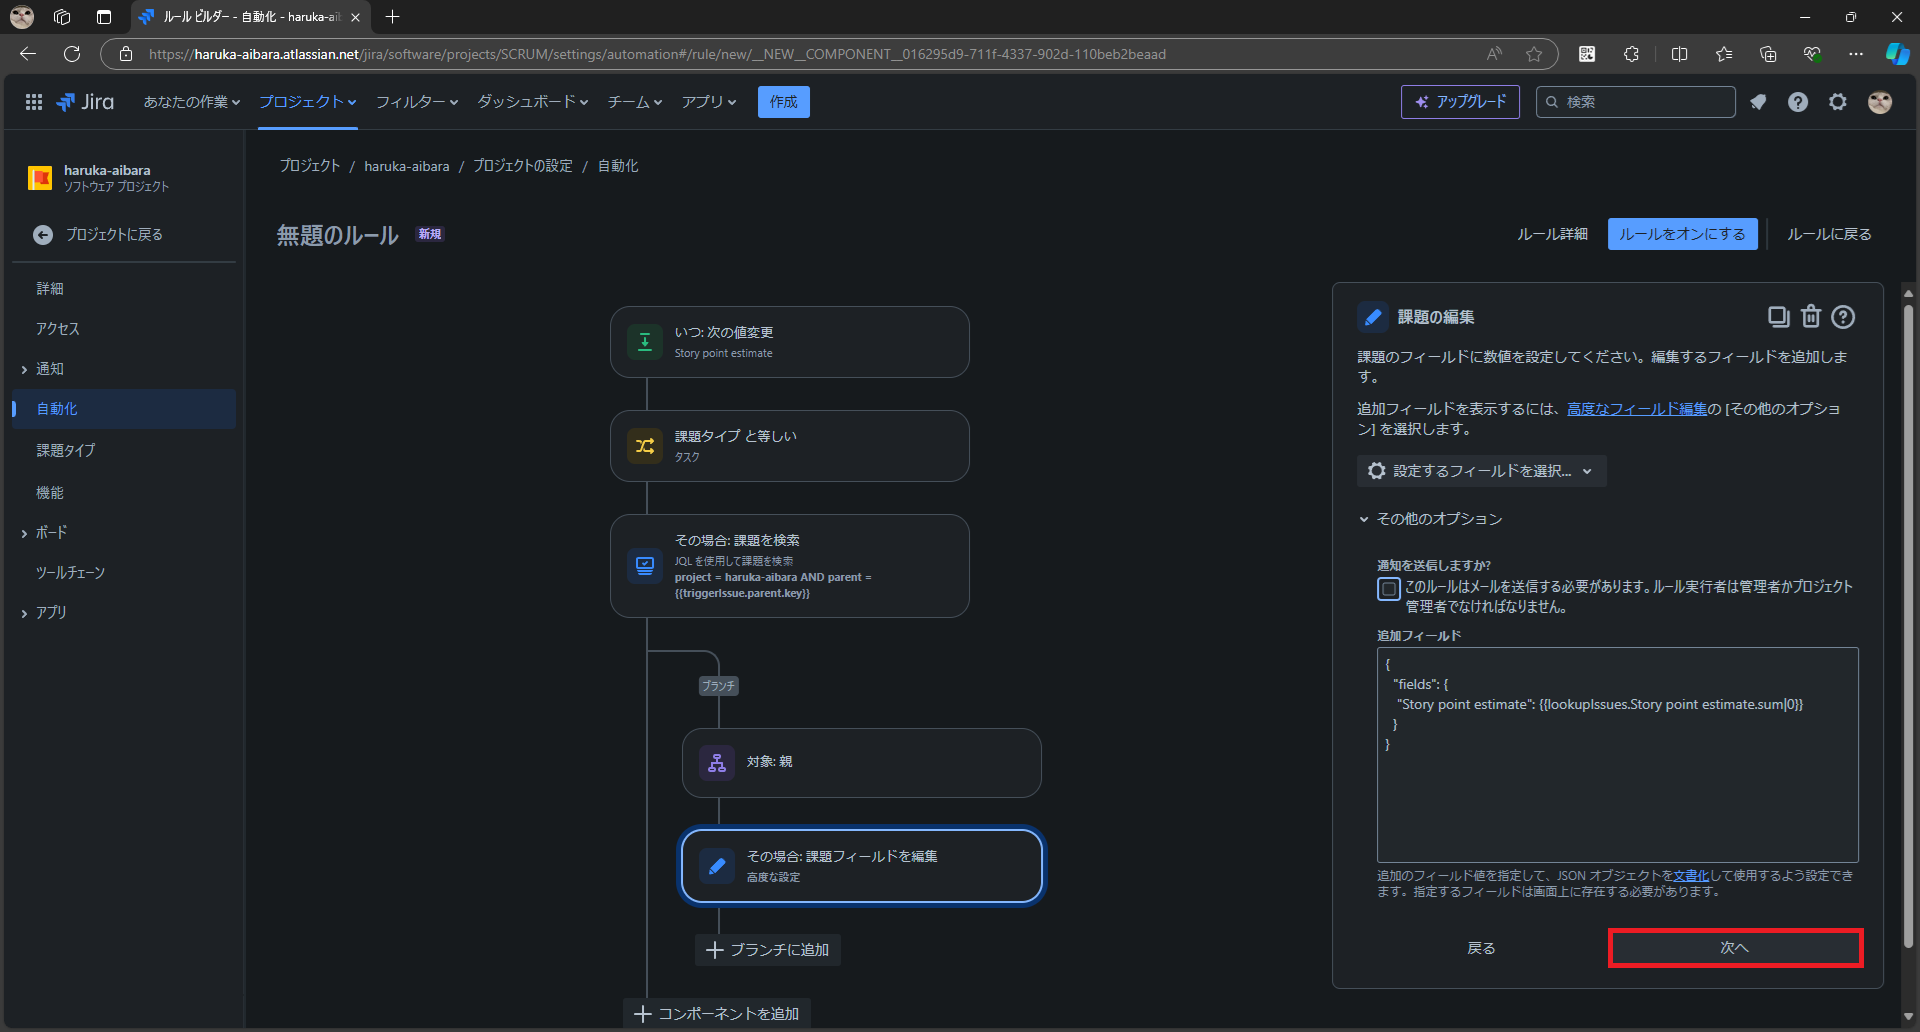 ルール ビルダー - 自動化 - haruka-ai
https://haruka-aibara.atlassian.net/jira/software/projects/SCRUM/settings/automation#/rule/new/__NEW__COMPONENT__016295d9-711f-4337-902d-110beb2beaad
Jira
あなたの作業
プロジェクト
フィルター
ダッシュボード
チーム
アプリ
作成
アップグレード
検索
haruka-aibara
ソフトウェア プロジェクト
プロジェクトに戻る
詳細
アクセス
通知
自動化
課題タイプ
機能
ボード
ツールチェーン
アプリ
プロジェクト / haruka-aibara / プロジェクトの設定 / 自動化
無題のルール 新規
ルール詳細
ルールをオンにする
ルールに戻る
いつ: 次の値変更
Story point estimate
課題タイプ と等しい
タスク
その場合: 課題を検索
JQL を使用して課題を検索
project = haruka-aibara AND parent =
{{triggerIssue.parent.key}}
ブランチ
対象: 親
その場合: 課題フィールドを編集
高度な設定
ブランチに追加
コンポーネントを追加
課題の編集
課題のフィールドに数値を設定してください。編集するフィールドを追加しま
す。
追加フィールドを表示するには、高度なフィールド編集の [その他のオプショ
ン] を選択します。
設定するフィールドを選択...
その他のオプション
通知を送信しますか?
このルールはメールを送信する必要があります。ルール実行者は管理者かプロジェクト
管理者でなければなりません。
追加フィールド
{
"fields": {
"Story point estimate": {{lookupIssues.Story point estimate.sum|0}}
}
}
追加のフィールド値を指定して、JSON オブジェクトを文書化して使用するよう設定でき
ます。指定するフィールドは画面上に存在する必要があります。
戻る
次へ